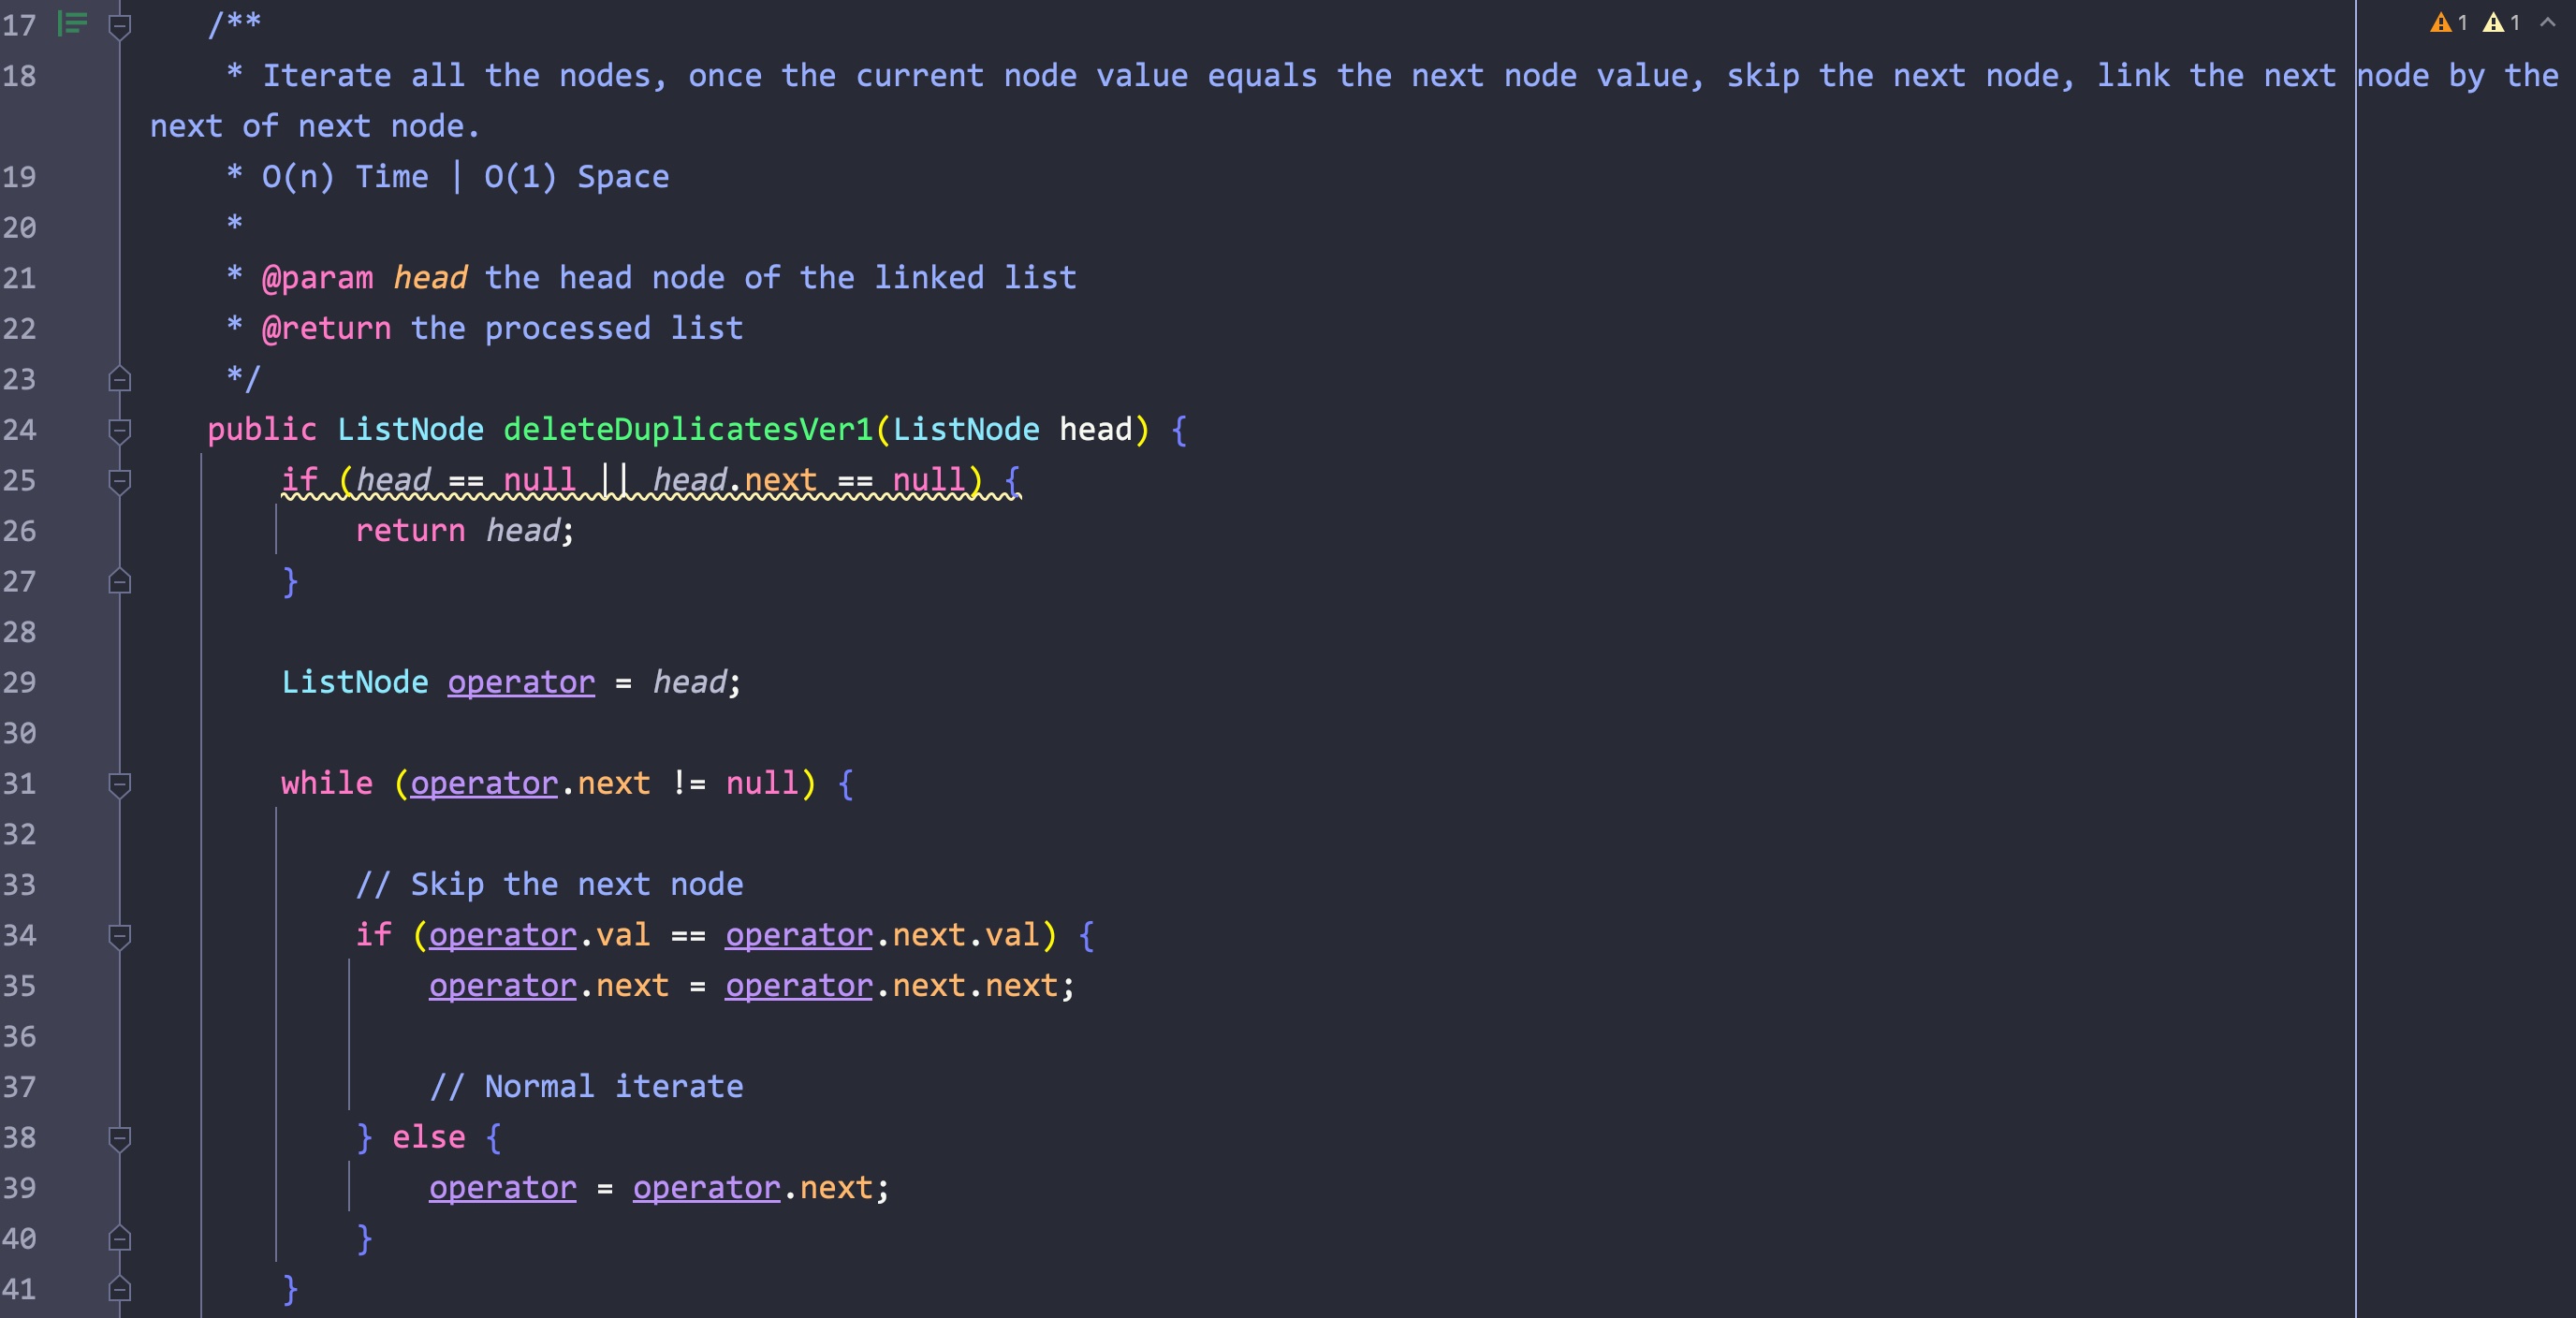 17 /**
1 1
18 * Iterate all the nodes, once the current node value equals the next node value, skip the next node, link the next node by the
next of next node.
19 * O(n) Time | O(1) Space
20 *
21 * @param head the head node of the linked list
22 * @return the processed list
23 */
24 public ListNode deleteDuplicatesVer1(ListNode head) {
25 if (head == null || head.next == null) {
26 return head;
27 }
28
29 ListNode operator = head;
30
31 while (operator.next != null) {
32
33 // Skip the next node
34 if (operator.val == operator.next.val) {
35 operator.next = operator.next.next;
36
37 // Normal iterate
38 } else {
39 operator = operator.next;
40 }
41 }